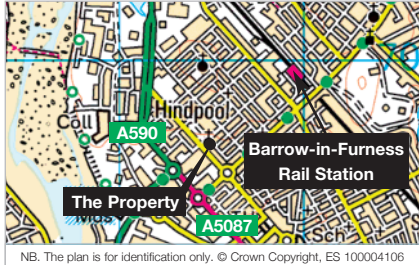 Hindpool
Coll
A590
Barrow-in-Furness
Rail Station
The Property
A5087
Sch
NB. The plan is for identification only. © Crown Copyright, ES 100004106